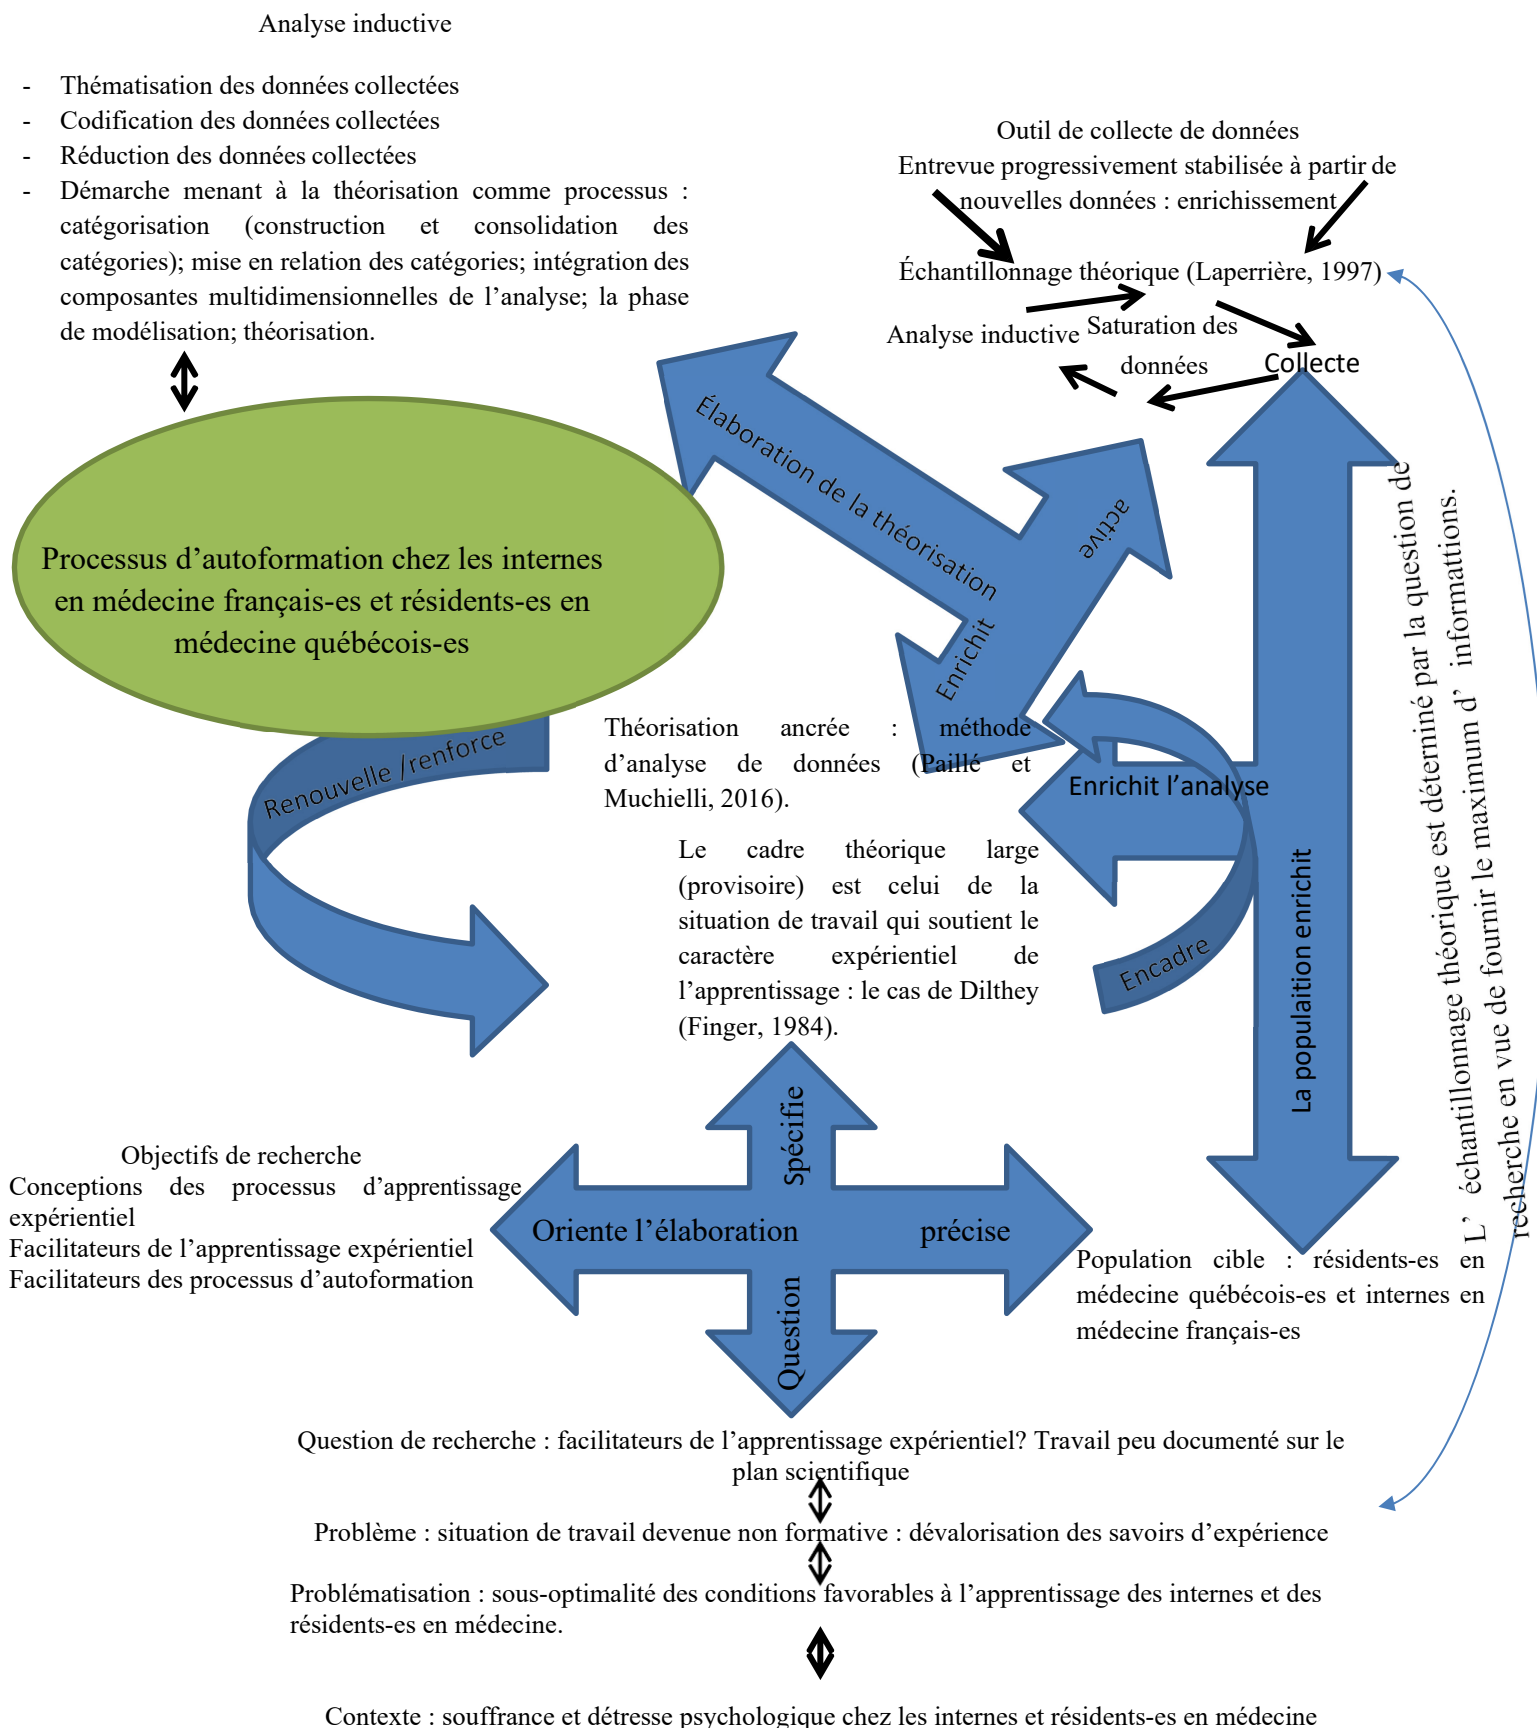 Analyse inductive
- Thématisation des données collectées
- Codification des données collectées
- Réduction des données collectées
- Démarche menant à la théorisation comme processus :
catégorisation (construction et consolidation des
catégories); mise en relation des catégories; intégration des
composantes multidimensionnelles de l’analyse; la phase
de modélisation; théorisation.
Outil de collecte de données
Entrevue progressivement stabilisée à partir de
nouvelles données : enrichissement
Échantillonnage théorique (Laperrière, 1997)
Analyse inductive
Saturation des
données
Collecte
Élaboration de la théorisation
active
Enrichit
Processus d’autoformation chez les internes
en médecine français-es et résidents-es en
médecine québécois-es
Renouvelle /renforce
Théorisation ancrée : méthode
d’analyse de données (Paillé et
Muchielli, 2016).
Enrichit l’analyse
Le cadre théorique large
(provisoire) est celui de la
situation de travail qui soutient le
caractère expérientiel de
l’apprentissage : le cas de Dilthey
(Finger, 1984).
Encadre
La populaition enrichit
L’ échantillonnage théorique est déterniné par la question de
recherche en vue de fournir le maximum d’ informattions.
Spécifie
Objectifs de recherche
Conceptions des processus d’apprentissage
expérientiel
Facilitateurs de l’apprentissage expérientiel
Facilitateurs des processus d’autoformation
Oriente l’élaboration
précise
Question
Population cible : résidents-es en
médecine québécois-es et internes en
médecine français-es
Question de recherche : facilitateurs de l’apprentissage expérientiel? Travail peu documenté sur le
plan scientifique
Problème : situation de travail devenue non formative : dévalorisation des savoirs d’expérience
Problématisation : sous-optimalité des conditions favorables à l’apprentissage des internes et des
résidents-es en médecine.
Contexte : souffrance et détresse psychologique chez les internes et résidents-es en médecine